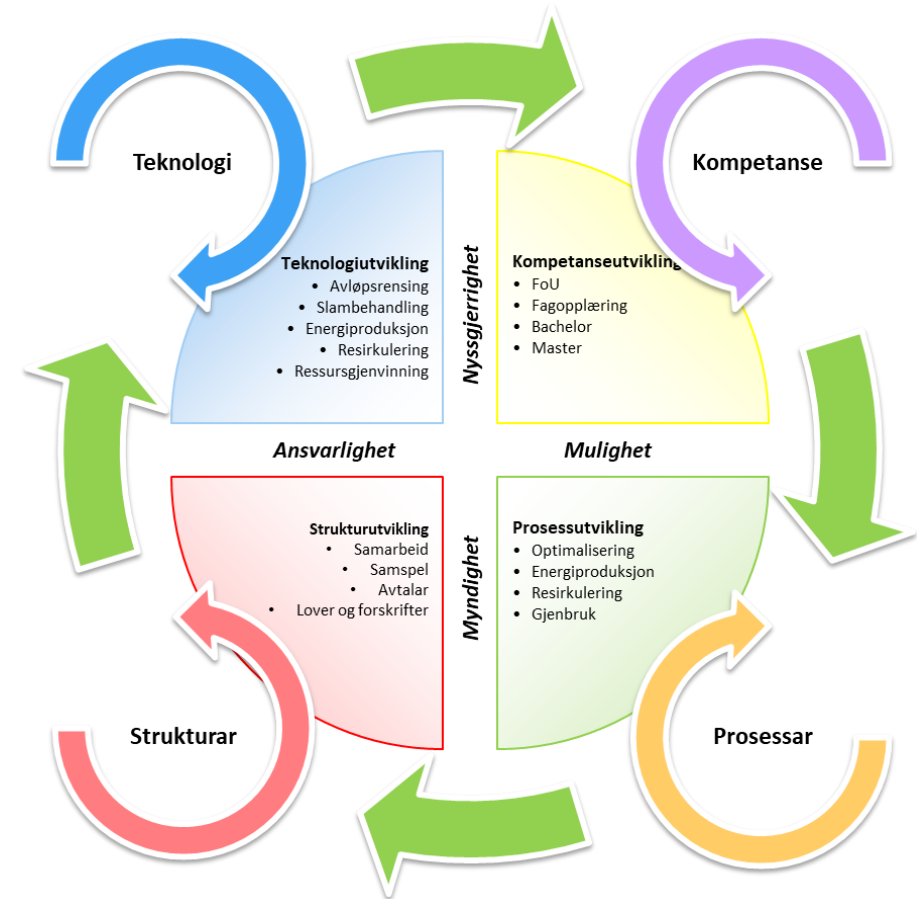 Teknologi
Kompetanse
Teknologiutvikling
• Avløpsrensing
• Slambehandling
• Energiproduksjon
• Resirkulering
• Ressursgjenvinning
Nyssgjerrighet
Kompetanseutvikling
• FoU
• Fagopplæring
• Bachelor
• Master
Ansvarlighet
Mulighet
Strukturutvikling
• Samarbeid
• Samspel
• Avtalar
• Lover og forskrifter
Myndighet
Prosessutvikling
• Optimalisering
• Energiproduksjon
• Resirkulering
• Gjenbruk
Strukturar
Prosessar